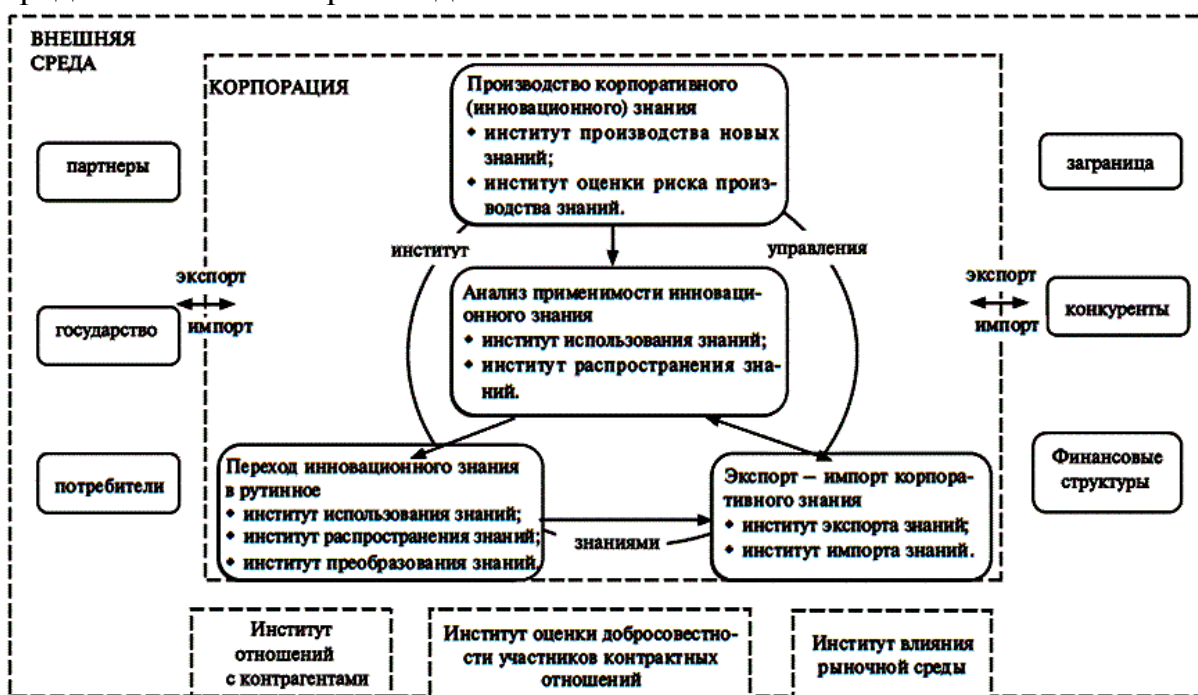 ВНЕШНЯЯ
СРЕДА
КОРПОРАЦИЯ
Производство корпоративного
(инновационного) знания
• институт производства новых
знаний;
• институт оценки риска произ-
водства знаний.
партнеры
заграница
институт
управления
экспорт
импорт
экспорт
импорт
государство
конкуренты
Анализ применимости инноваци-
онного знания
• институт использования знаний;
• институт распространения зна-
ний.
потребители
Финансовые
структуры
Переход инновационного знания
в рутинное
• институт использования знаний;
• институт распространения знаний;
• институт преобразования знаний.
знаниями
Экспорт – импорт корпора-
тивного знания
• институт экспорта знаний;
• институт импорта знаний.
Институт
отношений
с контрагентами
Институт оценки добросовестно-
сти участников контрактных
отношений
Институт влияния
рыночной среды